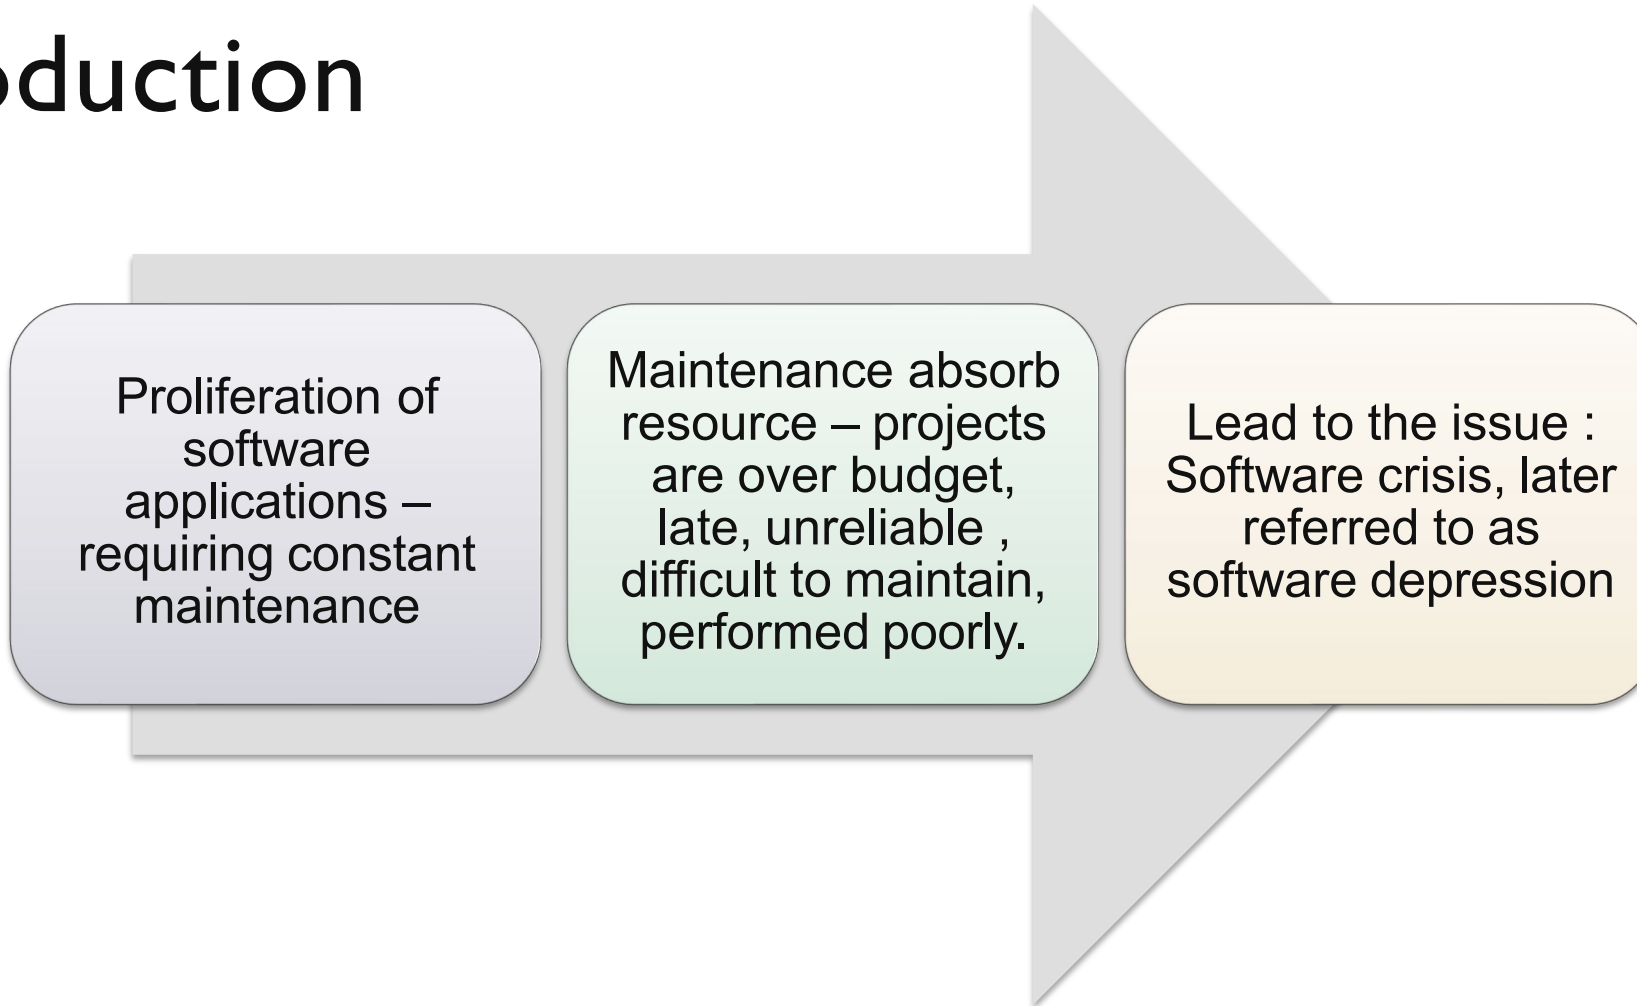 oduction
Proliferation of
software
applications –
requiring constant
maintenance
Maintenance absorb
resource – projects
are over budget,
late, unreliable ,
difficult to maintain,
performed poorly.
Lead to the issue :
Software crisis, later
referred to as
software depression